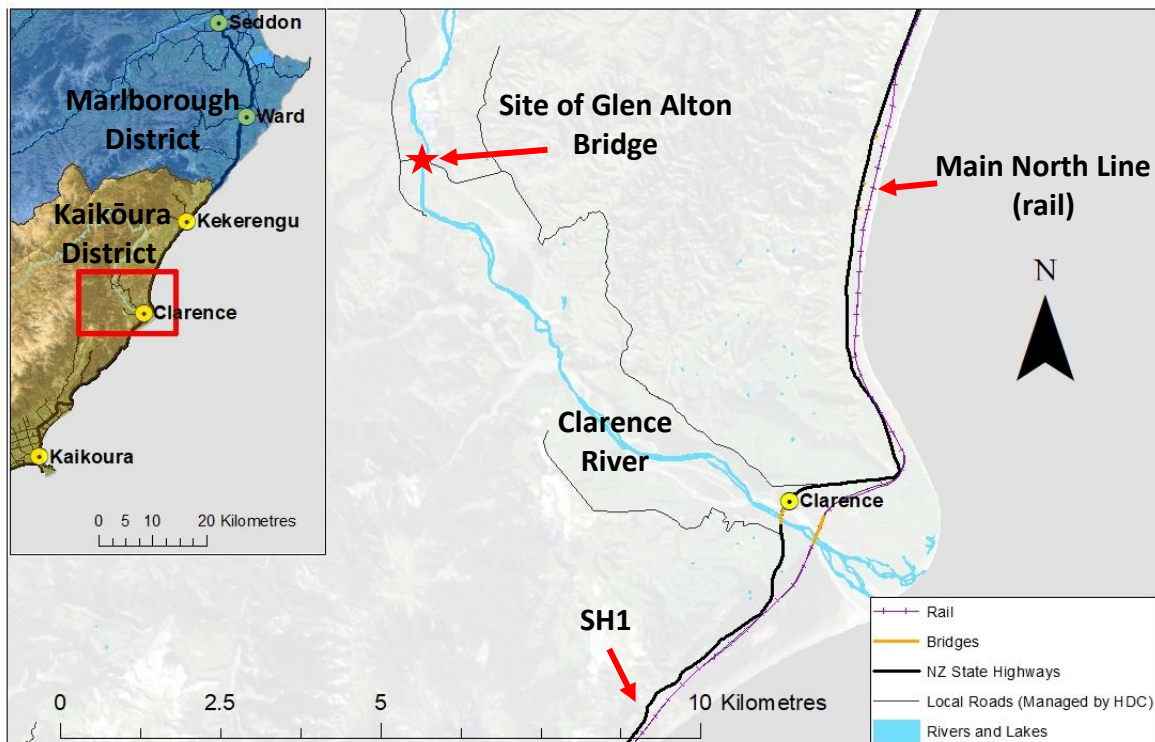 Seddon
Marlborough
District
Ward
Kaikōura
District
Kekerengu
Clarence
Kaikoura
0 5 10 20 Kilometres
Site of Glen Alton
Bridge
Main North Line
(rail)
N
Clarence
River
Clarence
SH1
0 2.5 5 10 Kilometres
Rail
Bridges
NZ State Highways
Local Roads (Managed by HDC)
Rivers and Lakes